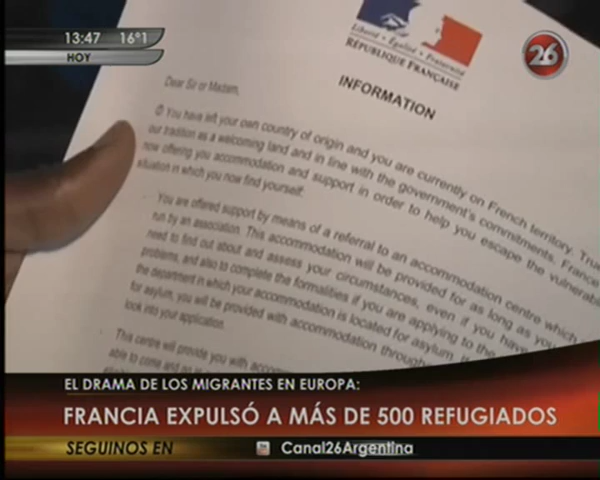 13:47 16°1
HOY
26
Liberté • Égalité • Fraternité
RÉPUBLIQUE FRANÇAISE
INFORMATION
Dear Sir or Madam,
You have left your own country of origin and you are currently on French territory. True
our tradition as a welcoming land and in line with the government's commitments, France
now offering you accommodation and support in order to help you escape the vulnerable
situation in which you now find yourself.
You are offered support by means of a referral to an accommodation centre which
run by an association. This accommodation will be provided for as long as you
need to find out about and assess your circumstances, even if you have
problems, and also to complete the formalities if you are applying to the
the department in which your accommodation is located for asylum.
for asylum, you will be provided with accommodation through
look into your application.
This centre will provide you with
able to come and
EL DRAMA DE LOS MIGRANTES EN EUROPA:
FRANCIA EXPULSÓ A MÁS DE 500 REFUGIADOS
SEGUINOS EN Canal26Argentina